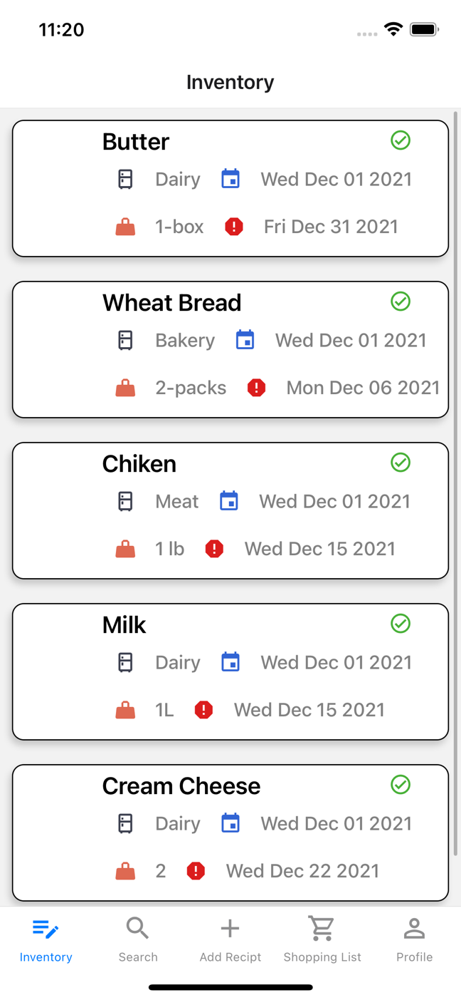 11:20
Inventory
Butter
Dairy Wed Dec 01 2021
1-box Fri Dec 31 2021
Wheat Bread
Bakery Wed Dec 01 2021
2-packs Mon Dec 06 2021
Chiken
Meat Wed Dec 01 2021
1 lb Wed Dec 15 2021
Milk
Dairy Wed Dec 01 2021
1L Wed Dec 15 2021
Cream Cheese
Dairy Wed Dec 01 2021
2 Wed Dec 22 2021
Inventory Search Add Recipt Shopping List Profile